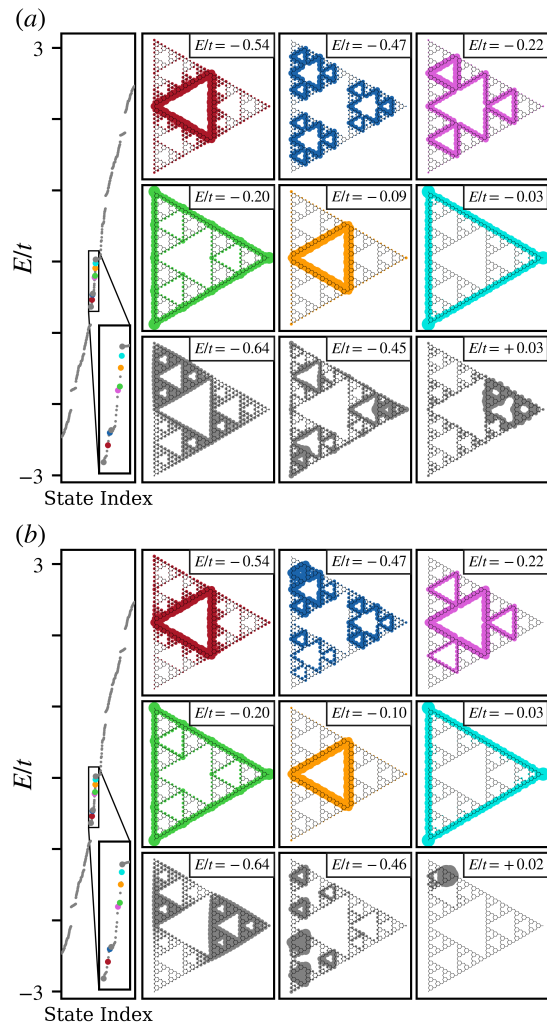 (a)
3
E/t
−3
State Index
E/t = −0.54
E/t = −0.47
E/t = −0.22
E/t = −0.20
E/t = −0.09
E/t = −0.03
E/t = −0.64
E/t = −0.45
E/t = +0.03
(b)
3
E/t
−3
State Index
E/t = −0.54
E/t = −0.47
E/t = −0.22
E/t = −0.20
E/t = −0.10
E/t = −0.03
E/t = −0.64
E/t = −0.46
E/t = +0.02